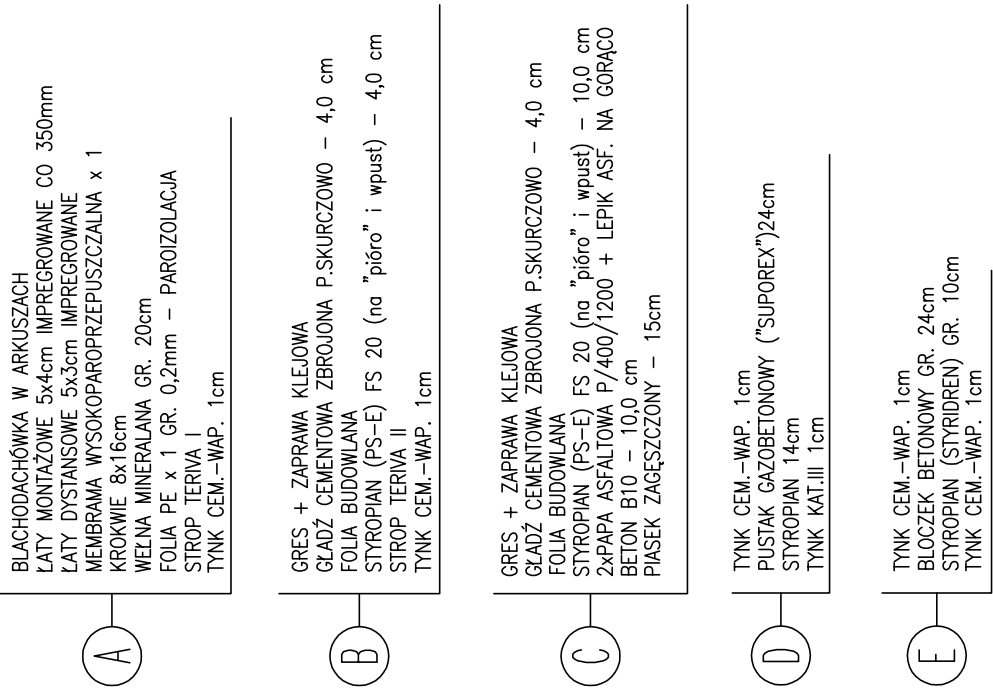 A
BLACHODACHÓWKA W ARKUSZACH
ŁATY MONTAŻOWE 5x4cm IMPREGROWANE CO 350mm
ŁATY DYSTANSOWE 5x3cm IMPREGROWANE
MEMBRAMA WYSOKOPAROPRZEPUSZCZALNA x 1
KROKWIE 8x16cm
WEŁNA MINERALANA GR. 20cm
FOLIA PE x 1 GR. 0,2mm – PAROIZOLACJA
STROP TERIVA I
TYNK CEM.–WAP. 1cm
B
GRES + ZAPRAWA KLEJOWA
GŁADŹ CEMENTOWA ZBROJONA P.SKURCZOWO – 4,0 cm
FOLIA BUDOWLANA
STYROPIAN (PS–E) FS 20 (na "pióro" i wpust) – 4,0 cm
STROP TERIVA II
TYNK CEM.–WAP. 1cm
C
GRES + ZAPRAWA KLEJOWA
GŁADŹ CEMENTOWA ZBROJONA P.SKURCZOWO – 4,0 cm
FOLIA BUDOWLANA
STYROPIAN (PS–E) FS 20 (na "pióro" i wpust) – 10,0 cm
2xPAPA ASFALTOWA P/400/1200 + LEPIK ASF. NA GORĄCO
BETON B10 – 10,0 cm
PIASEK ZAGĘSZCZONY – 15cm
D
TYNK CEM.–WAP. 1cm
PUSTAK GAZOBETONOWY ("SUPOREX")24cm
STYROPIAN 14cm
TYNK KAT.III 1cm
E
TYNK CEM.–WAP. 1cm
BLOCZEK BETONOWY GR. 24cm
STYROPIAN (STYRIDREN) GR. 10cm
TYNK CEM.–WAP. 1cm